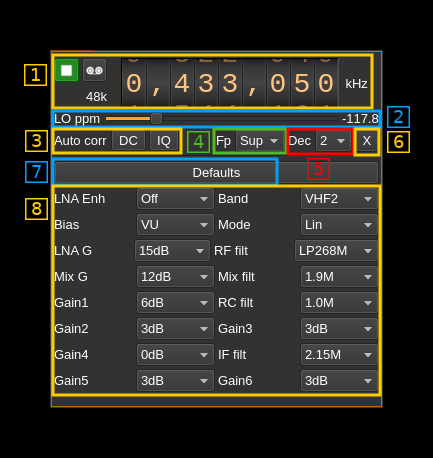 1
0,433,050 kHz
48k
LO ppm -117.8 2
3 Auto corr DC IQ 4 Fp Sup Dec 2 X 6
7 Defaults 5
8 LNA Enh Off Band VHF2
Bias VU Mode Lin
LNA G 15dB RF filt LP268M
Mix G 12dB Mix filt 1.9M
Gain1 6dB RC filt 1.0M
Gain2 3dB Gain3 3dB
Gain4 0dB IF filt 2.15M
Gain5 3dB Gain6 3dB